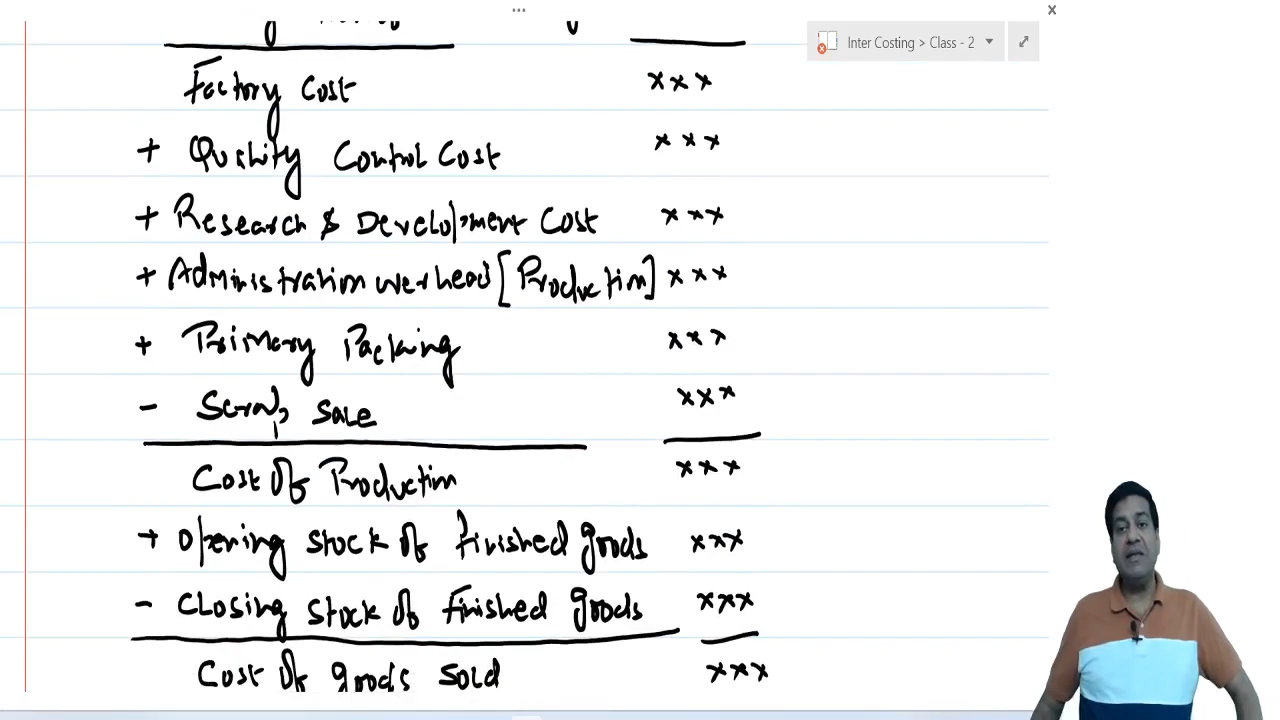 Inter Costing > Class - 2
Factory Cost xxx
+ Quality Control Cost xxx
+ Research & Development Cost xxx
+ Administration overhead [Production] xxx
+ Primary Packing xxx
- Scrap Sale xxx
Cost of Production xxx
+ Opening stock of finished goods xxx
- Closing stock of finished goods xxx
Cost of goods sold xxx